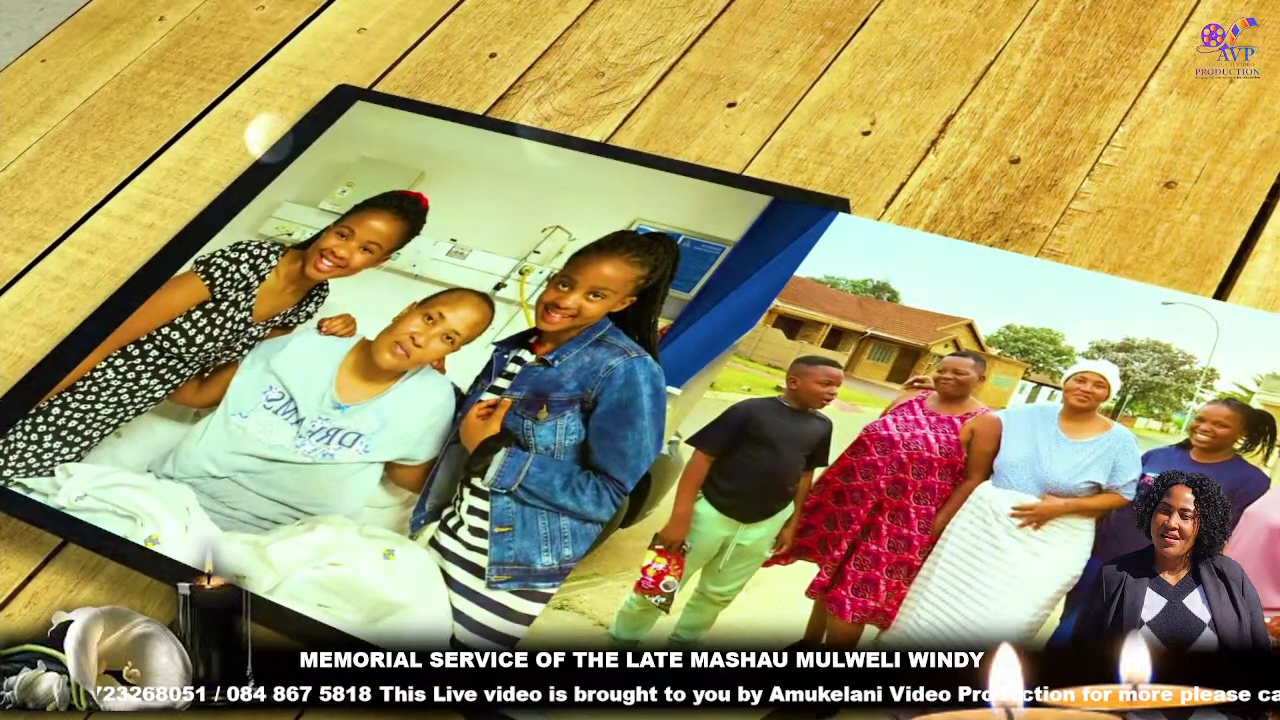 AVP
PRODUCTION
DREAMS
MEMORIAL SERVICE OF THE LATE MASHAU MULWELI WINDY
723268051 / 084 867 5818 This Live video is brought to you by Amukelani Video Production for more please ca